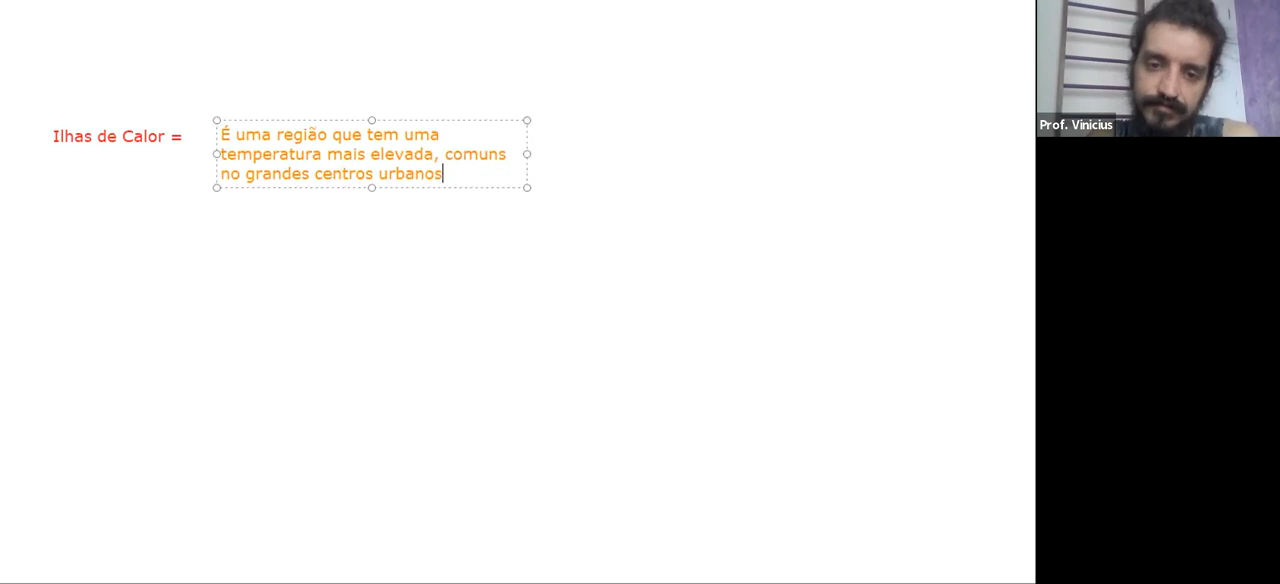 Ilhas de Calor =
É uma região que tem uma
temperatura mais elevada, comuns
no grandes centros urbanos
Prof. Vinicius